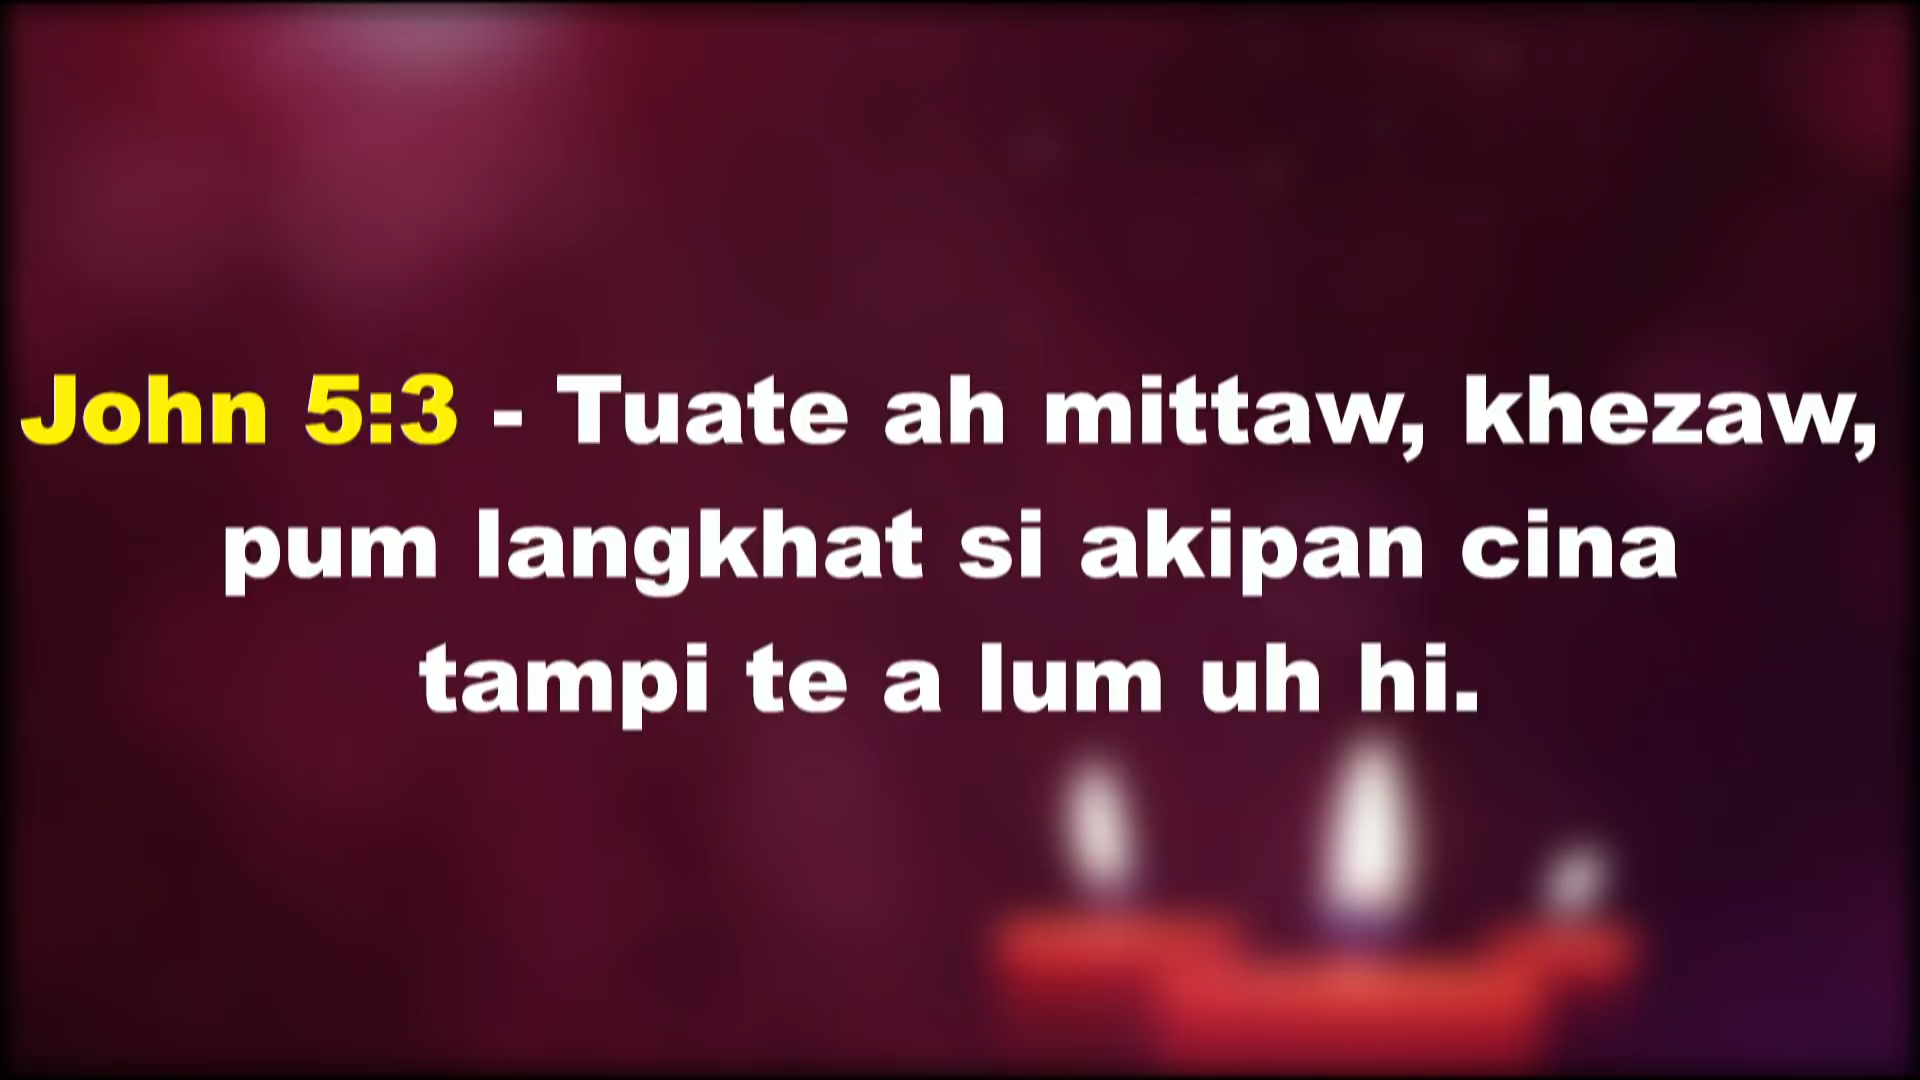 John 5:3 - Tuate ah mittaw, khezaw,
pum langkhat si akipan cina
tampi te a lum uh hi.